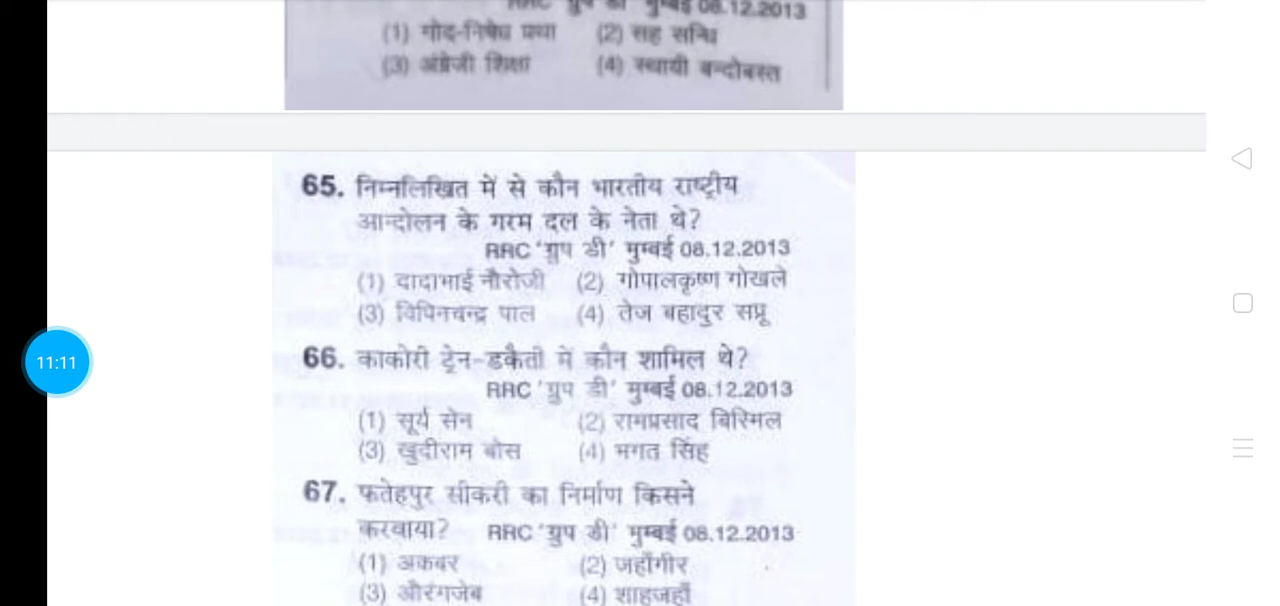 RRC ग्रुप डी मुम्बई 08.12.2013
(1) गोद-निषेध प्रथा (2) सह सन्धि
(3) अंग्रेजी शिक्षा (4) स्थायी बन्दोबस्त
65. निम्नलिखित में से कौन भारतीय राष्ट्रीय
आन्दोलन के गरम दल के नेता थे?
RRC 'ग्रुप डी' मुम्बई 08.12.2013
(1) दादाभाई नौरोजी (2) गोपालकृष्ण गोखले
(3) विपिनचन्द्र पाल (4) तेज बहादुर सप्रू
11:11
66. काकोरी ट्रेन-डकैती में कौन शामिल थे?
RRC 'ग्रुप डी' मुम्बई 08.12.2013
(1) सूर्य सेन (2) रामप्रसाद बिस्मिल
(3) खुदीराम बोस (4) भगत सिंह
67. फतेहपुर सीकरी का निर्माण किसने
करवाया? RRC 'ग्रुप डी' मुम्बई 08.12.2013
(1) अकबर (2) जहाँगीर
(3) औरंगजेब (4) शाहजहाँ